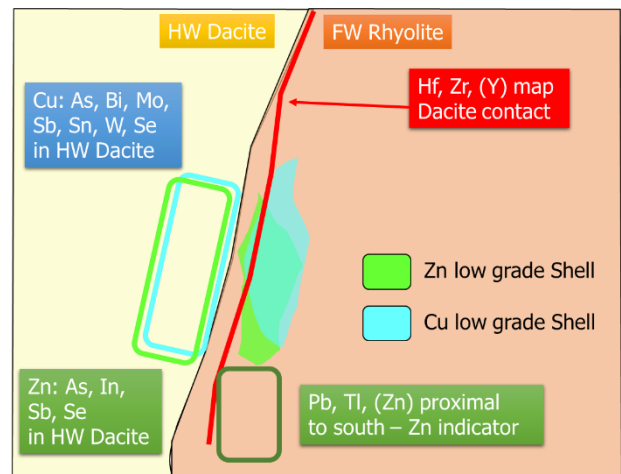 HW Dacite
FW Rhyolite
Cu: As, Bi, Mo,
Sb, Sn, W, Se
in HW Dacite
Hf, Zr, (Y) map
Dacite contact
Zn low grade Shell
Cu low grade Shell
Zn: As, In,
Sb, Se
in HW Dacite
Pb, Tl, (Zn) proximal
to south – Zn indicator